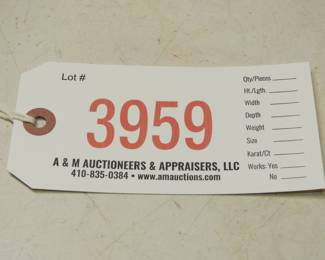 Lot #
3959
A & M AUCTIONEERS & APPRAISERS, LLC
410-835-0384 • www.amauctions.com
Qty/Pieces
Ht./Lgth.
Width
Depth
Weight
Size
Karat/Ct
Works: Yes
No